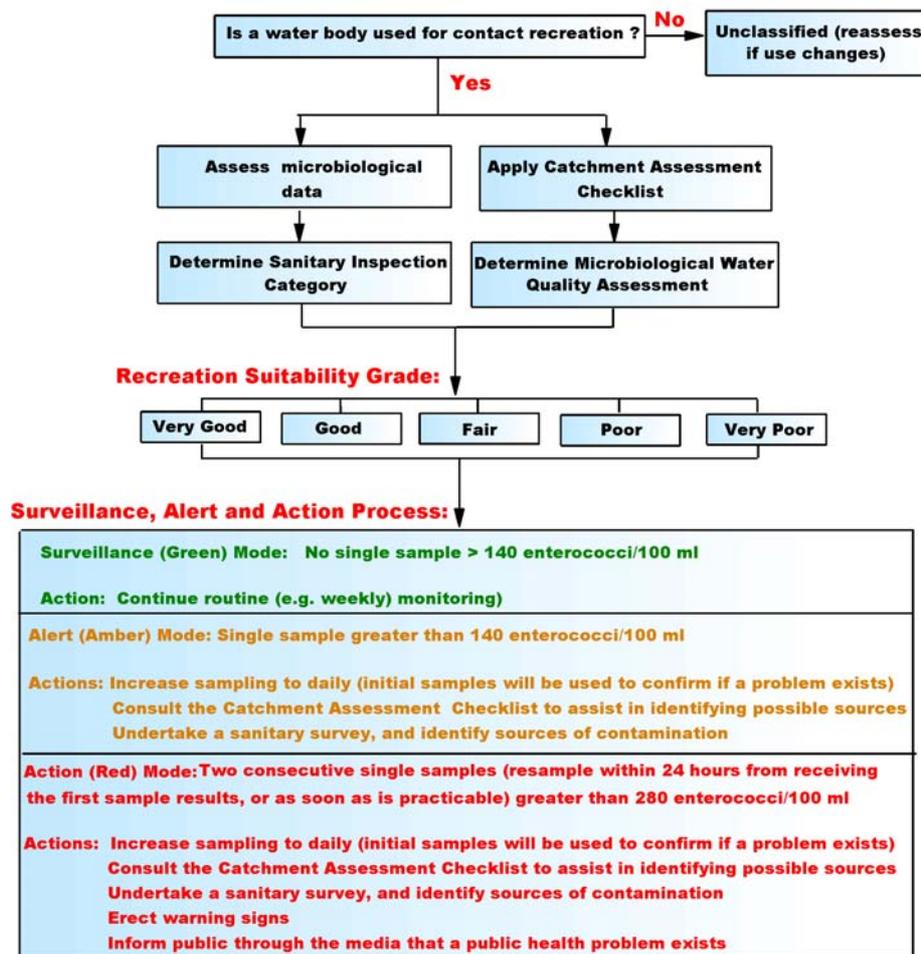 Is a water body used for contact recreation ?
No
Unclassified (reassess
if use changes)
Yes
Assess microbiological
data
Apply Catchment Assessment
Checklist
Determine Sanitary Inspection
Category
Determine Microbiological Water
Quality Assessment
Recreation Suitability Grade:
Very Good
Good
Fair
Poor
Very Poor
Surveillance, Alert and Action Process:
Surveillance (Green) Mode: No single sample > 140 enterococci/100 ml
Action: Continue routine (e.g. weekly) monitoring)
Alert (Amber) Mode: Single sample greater than 140 enterococci/100 ml
Actions: Increase sampling to daily (initial samples will be used to confirm if a problem exists)
Consult the Catchment Assessment Checklist to assist in identifying possible sources
Undertake a sanitary survey, and identify sources of contamination
Action (Red) Mode: Two consecutive single samples (resample within 24 hours from receiving
the first sample results, or as soon as is practicable) greater than 280 enterococci/100 ml
Actions: Increase sampling to daily (initial samples will be used to confirm if a problem exists)
Consult the Catchment Assessment Checklist to assist in identifying possible sources
Undertake a sanitary survey, and identify sources of contamination
Erect warning signs
Inform public through the media that a public health problem exists